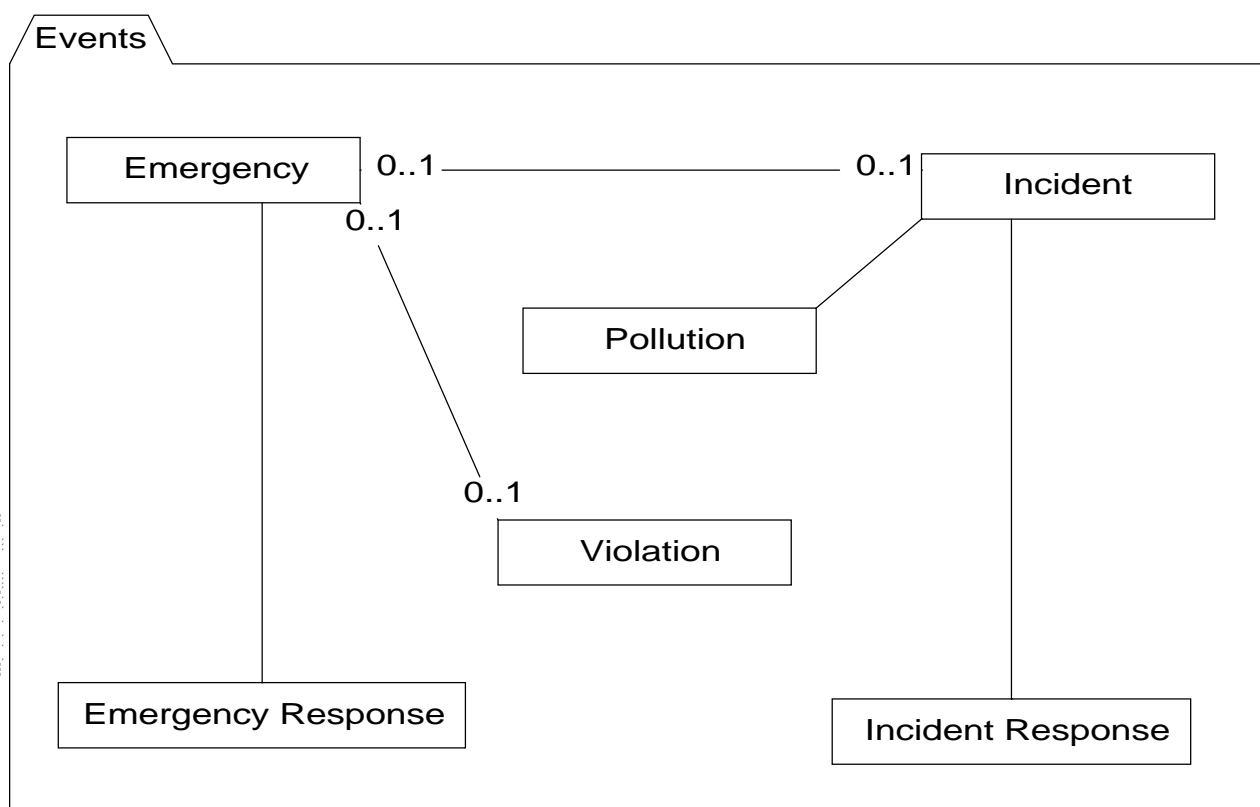 Events
Emergency
0..1
0..1
Incident
0..1
Pollution
0..1
Violation
Emergency Response
Incident Response